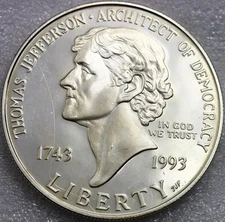 THOMAS JEFFERSON · ARCHITECT OF DEMOCRACY
IN GOD
WE TRUST
1743 1993
LIBERTY